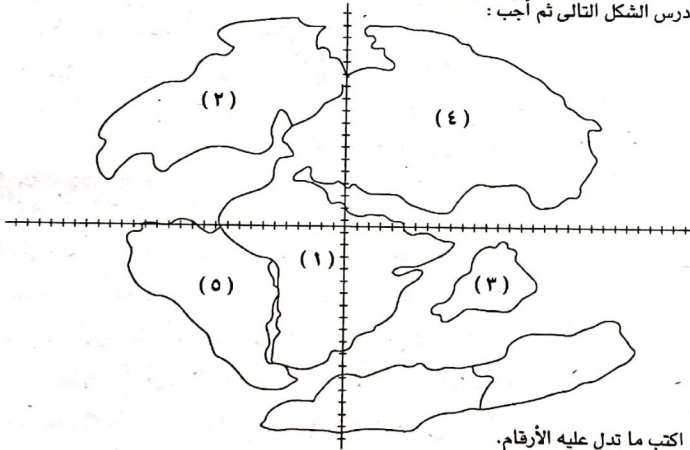 درس الشكل التالى ثم أجب :
(٢)
(٤)
(١)
(٥)
(٣)
اكتب ما تدل عليه الأرقام.